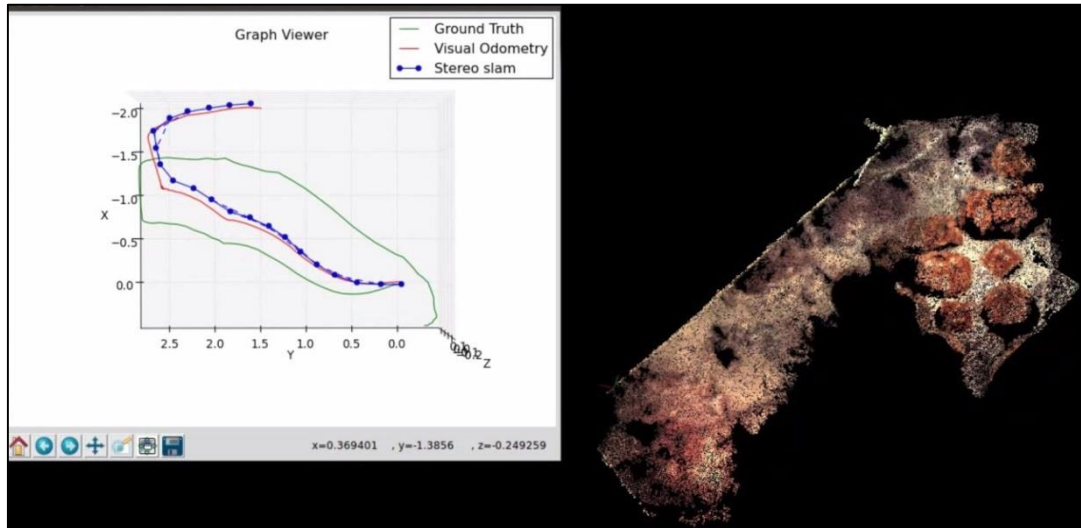 Graph Viewer
Ground Truth
Visual Odometry
Stereo slam
−2.0
−1.5
−1.0
X
−0.5
0.0
2.5 2.0 1.5 1.0 0.5 0.0
Y
Z
x=0.369401 , y=-1.3856 , z=-0.249259